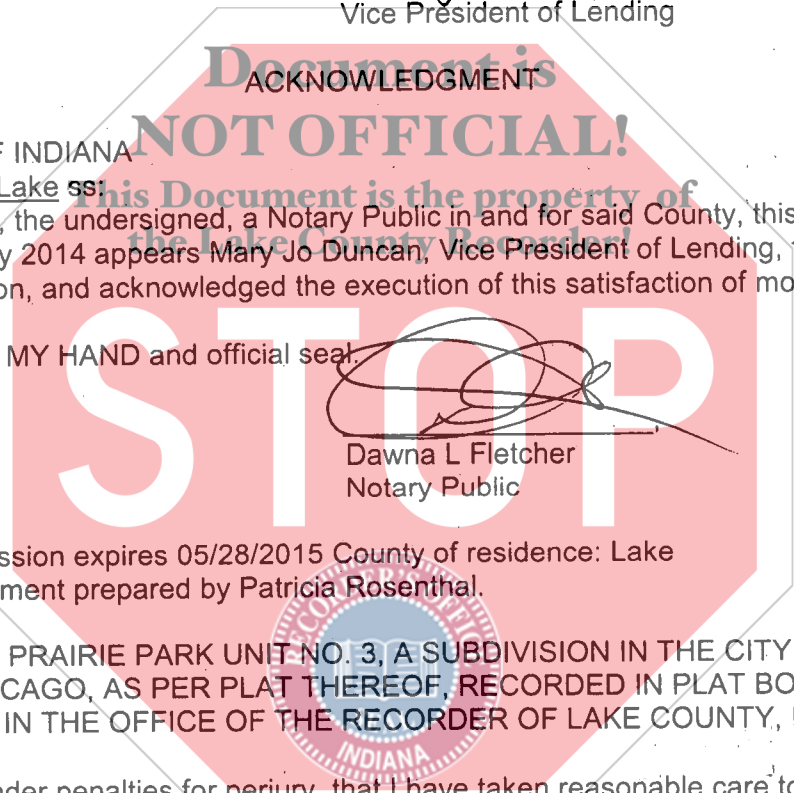 Vice President of Lending
Document is
ACKNOWLEDGMENT
NOT OFFICIAL!
F INDIANA
Lake ss:
This Document is the property of
, the undersigned, a Notary Public in and for said County, this
the Lake County Recorder!
y 2014 appears Mary Jo Duncan, Vice President of Lending,
on, and acknowledged the execution of this satisfaction of mo
STOP
MY HAND and official seal.
Dawna L Fletcher
Notary Public
ssion expires 05/28/2015 County of residence: Lake
ment prepared by Patricia Rosenthal.
RECORDER'S OFFICE
PRAIRIE PARK UNIT NO. 3, A SUBDIVISION IN THE CITY
CAGO, AS PER PLAT THEREOF, RECORDED IN PLAT BO
IN THE OFFICE OF THE RECORDER OF LAKE COUNTY,
INDIANA
nder penalties for perjury, that I have taken reasonable care to